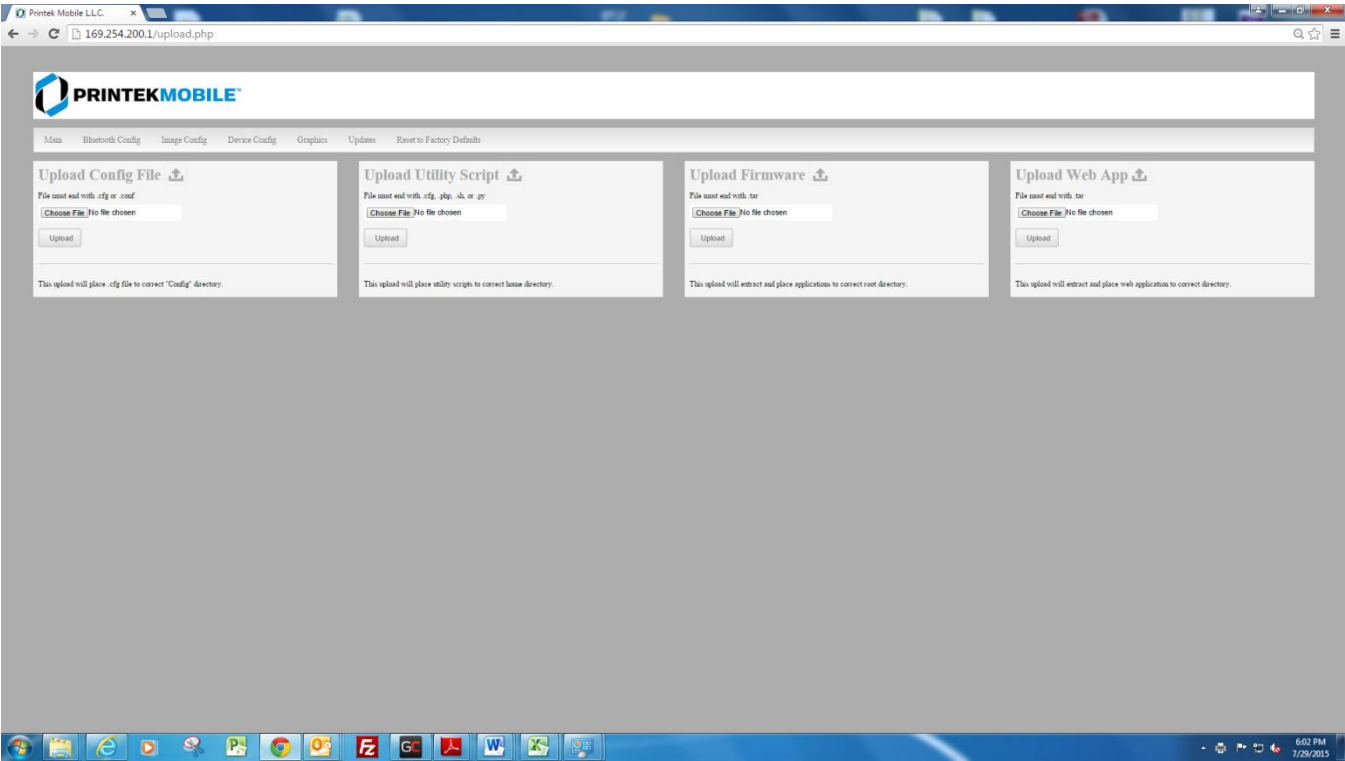 Printek Mobile L.L.C.
169.254.200.1/upload.php
PRINTEKMOBILE™
Main Bluetooth Config Image Config Device Config Graphics Updates Reset to Factory Defaults
Upload Config File
File must end with .cfg or .conf
Choose File No file chosen
Upload
This upload will place .cfg file to correct "Config" directory.
Upload Utility Script
File must end with .cfg, .php, .sh, or .py
Choose File No file chosen
Upload
This upload will place utility scripts to correct home directory.
Upload Firmware
File must end with .tar
Choose File No file chosen
Upload
This upload will extract and place applications to correct root directory.
Upload Web App
File must end with .tar
Choose File No file chosen
Upload
This upload will extract and place web application to correct directory.
GC
6:02 PM
7/29/2015